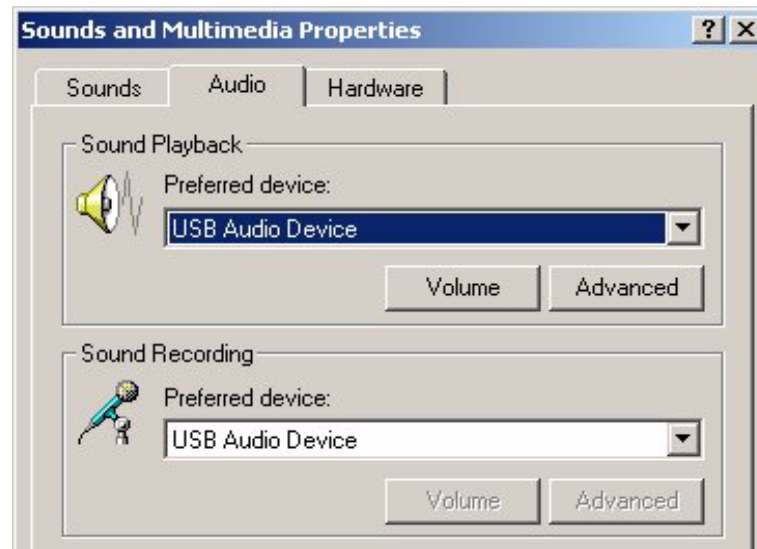 Sounds and Multimedia Properties
Sounds
Audio
Hardware
Sound Playback
Preferred device:
USB Audio Device
Volume
Advanced
Sound Recording
Preferred device:
USB Audio Device
Volume
Advanced